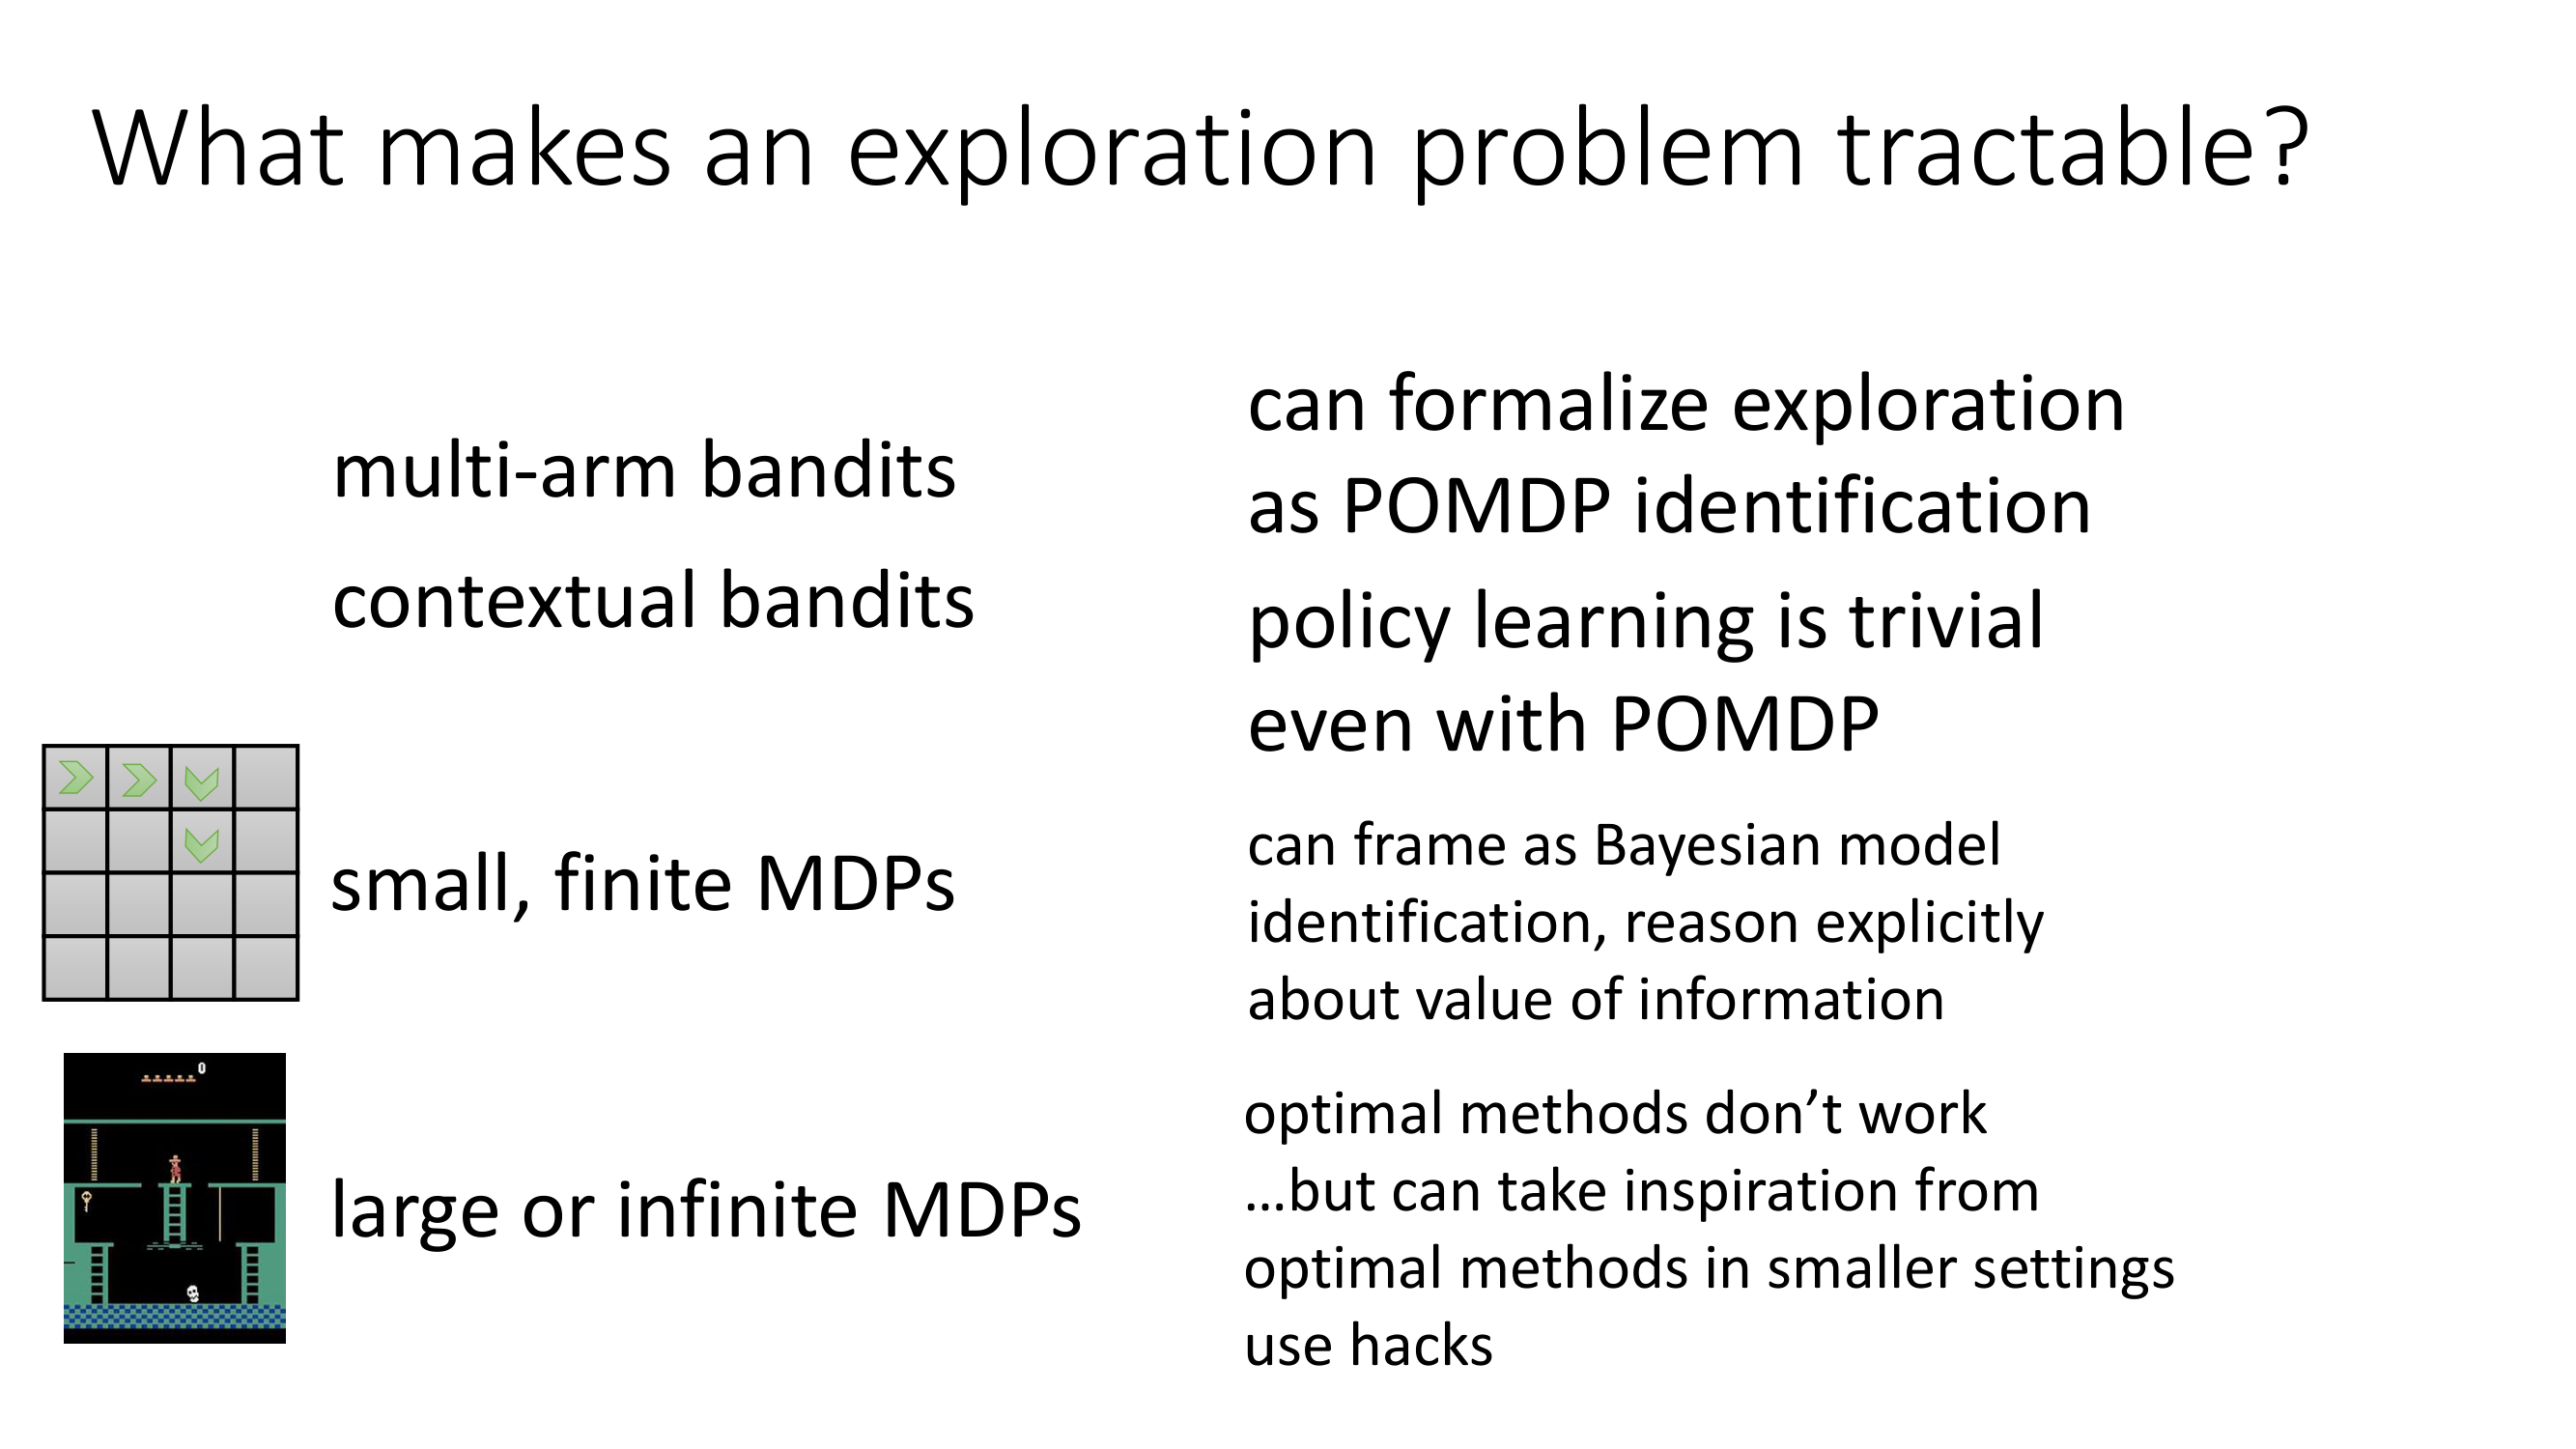 What makes an exploration problem tractable?
multi-arm bandits
contextual bandits
can formalize exploration
as POMDP identification
policy learning is trivial
even with POMDP
small, finite MDPs
can frame as Bayesian model
identification, reason explicitly
about value of information
0
large or infinite MDPs
optimal methods don’t work
…but can take inspiration from
optimal methods in smaller settings
use hacks